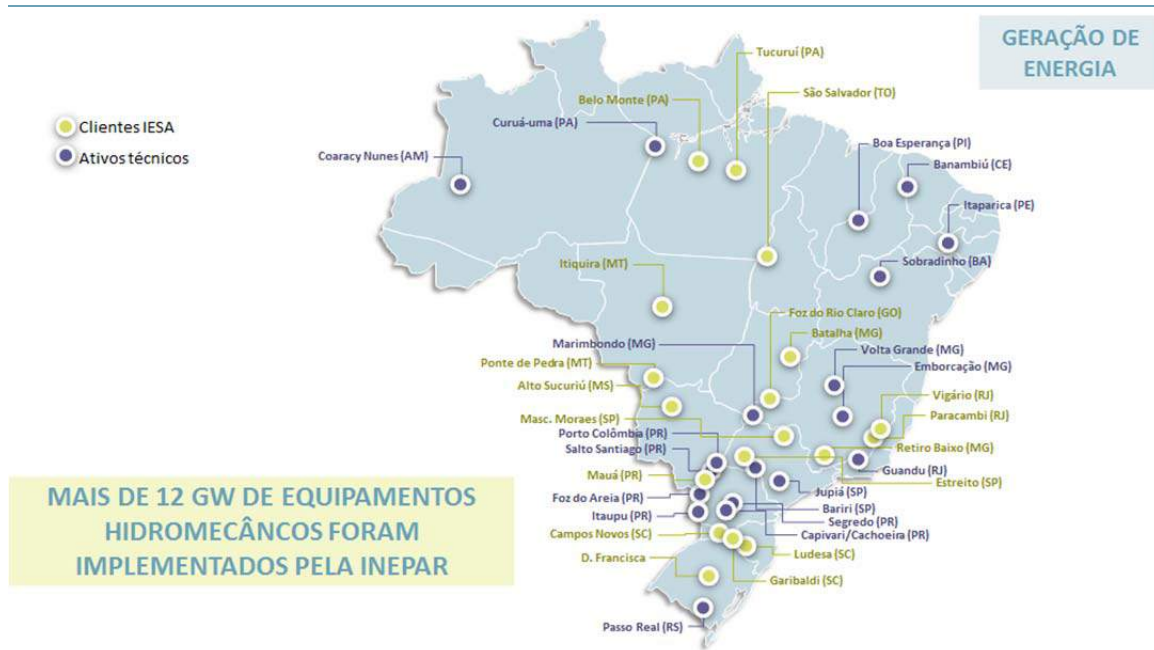 GERAÇÃO DE
ENERGIA
Clientes IESA
Ativos técnicos
Tucuruí (PA)
Belo Monte (PA)
São Salvador (TO)
Curuá-uma (PA)
Boa Esperança (PI)
Coaracy Nunes (AM)
Banambiú (CE)
Itaparica (PE)
Itiquira (MT)
Sobradinho (BA)
Foz do Rio Claro (GO)
Batalha (MG)
Marimbondo (MG)
Volta Grande (MG)
Ponte de Pedra (MT)
Emborcação (MG)
Alto Sucuriú (MS)
Vigário (RJ)
Masc. Moraes (SP)
Paracambi (RJ)
Porto Colômbia (PR)
Salto Santiago (PR)
Retiro Baixo (MG)
Mauá (PR)
Guandu (RJ)
Estreito (SP)
Foz do Areia (PR)
Jupiá (SP)
Itaupu (PR)
Bariri (SP)
Segredo (PR)
Campos Novos (SC)
Capivari/Cachoeira (PR)
D. Francisca
Ludesa (SC)
Garibaldi (SC)
Passo Real (RS)
MAIS DE 12 GW DE EQUIPAMENTOS
HIDROMECÂNCOS FORAM
IMPLEMENTADOS PELA INEPAR